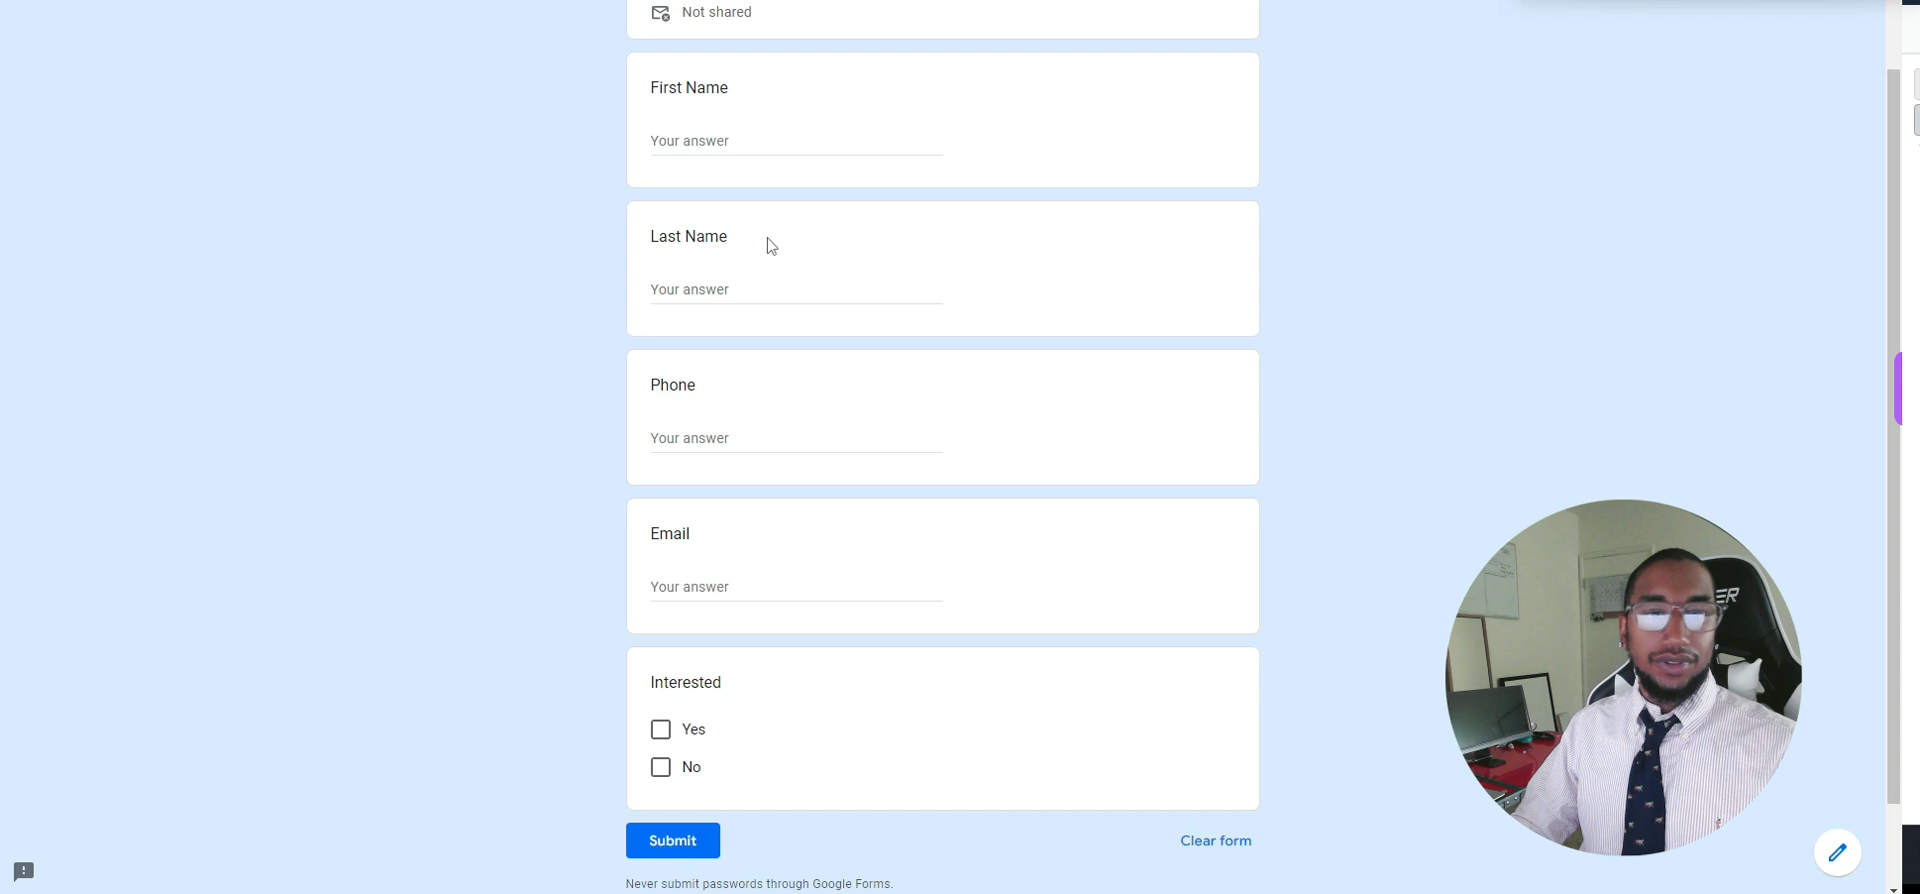 Not shared
First Name
Your answer
Last Name
Your answer
Phone
Your answer
Email
Your answer
Interested
Yes
No
Submit
Clear form
Never submit passwords through Google Forms.
ER